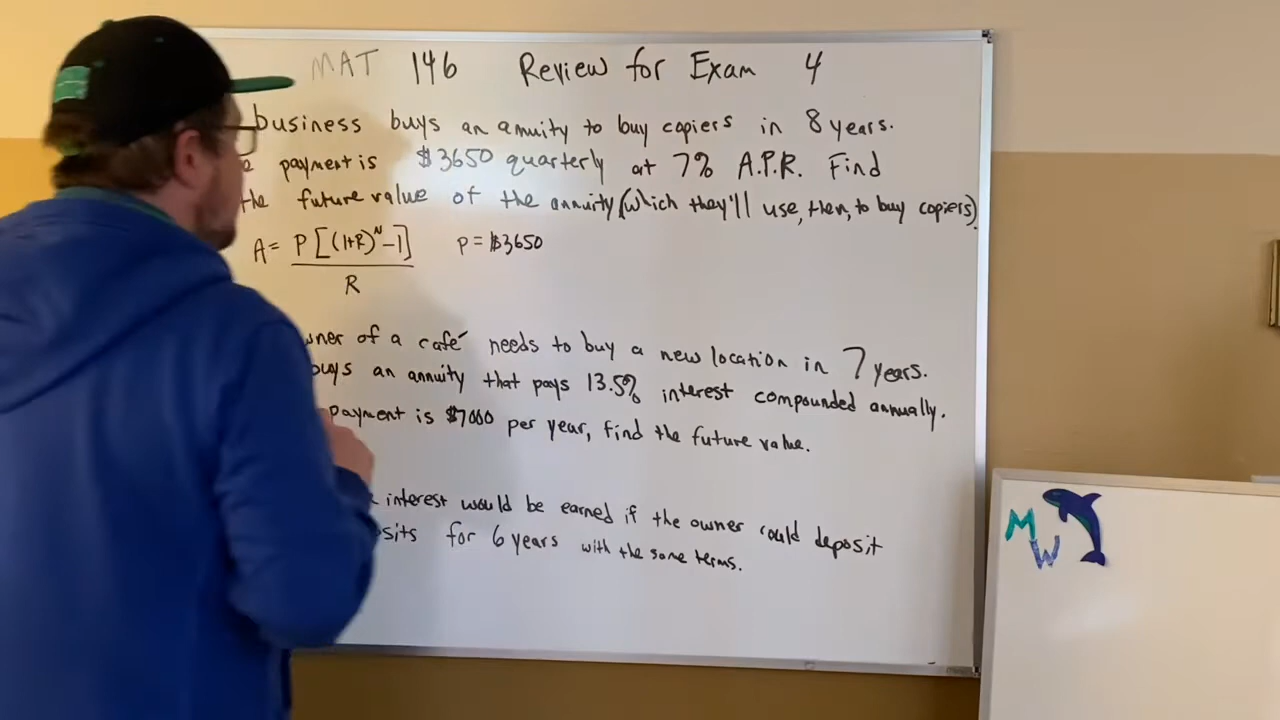 MAT 146 Review for Exam 4
business buys an annuity to buy copiers in 8 years.
payment is $3650 quarterly at 7% A.P.R. Find
the future value of the annuity (which they'll use, then, to buy copiers).
A = P[(1+R)^N -1] / R P = $3650
owner of a café needs to buy a new location in 7 years.
buys an annuity that pays 13.5% interest compounded annually.
payment is $7000 per year, find the future value.
interest would be earned if the owner could deposit
for 6 years with the same terms.
MW